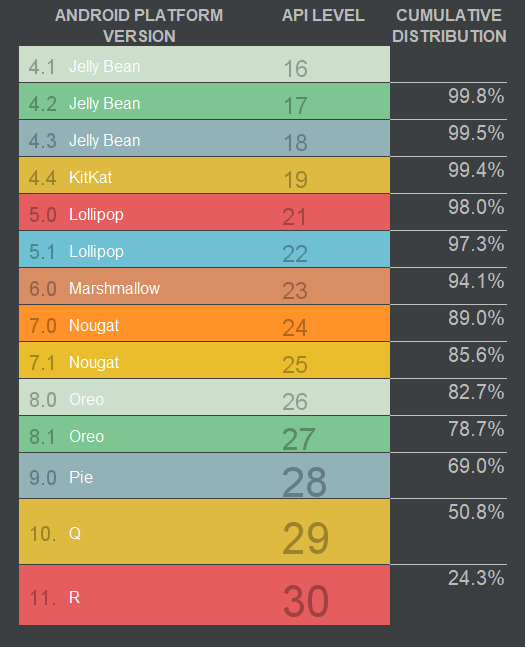 ANDROID PLATFORM VERSION API LEVEL CUMULATIVE DISTRIBUTION
4.1 Jelly Bean 16
4.2 Jelly Bean 17 99.8%
4.3 Jelly Bean 18 99.5%
4.4 KitKat 19 99.4%
5.0 Lollipop 21 98.0%
5.1 Lollipop 22 97.3%
6.0 Marshmallow 23 94.1%
7.0 Nougat 24 89.0%
7.1 Nougat 25 85.6%
8.0 Oreo 26 82.7%
8.1 Oreo 27 78.7%
9.0 Pie 28 69.0%
10. Q 29 50.8%
11. R 30 24.3%